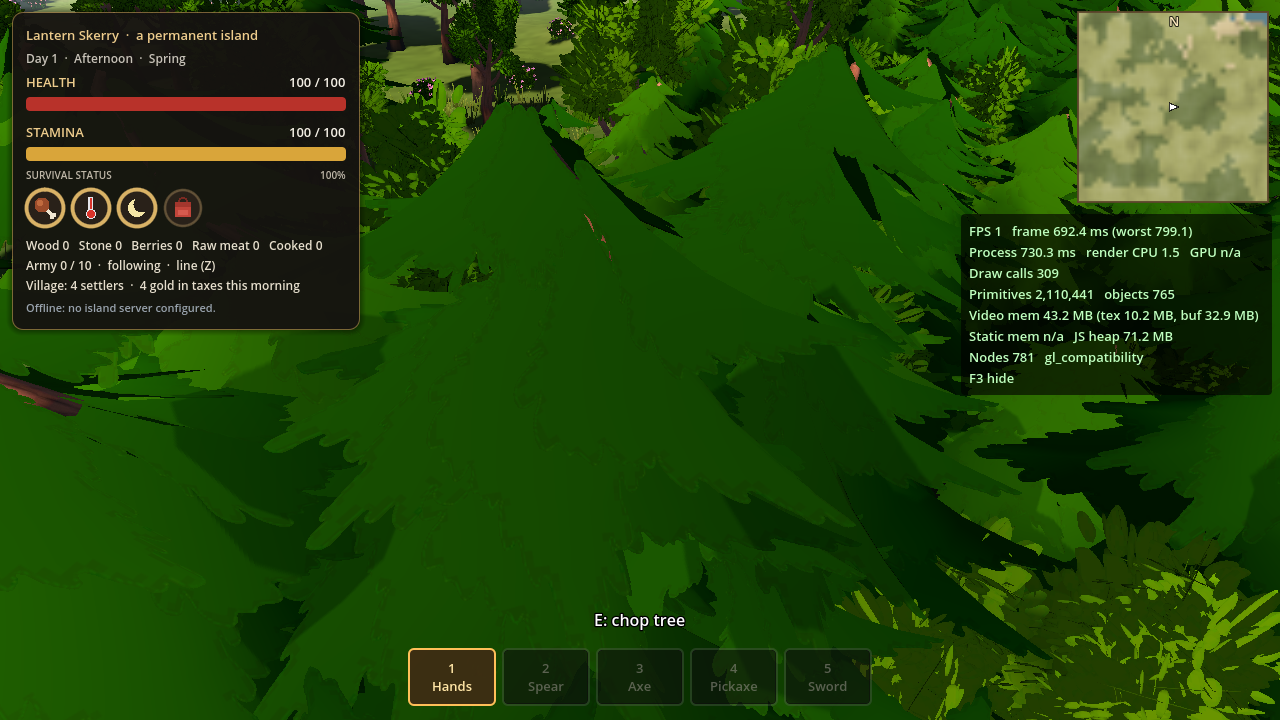 Lantern Skerry · a permanent island
Day 1 · Afternoon · Spring
HEALTH 100 / 100
STAMINA 100 / 100
SURVIVAL STATUS 100%
Wood 0 Stone 0 Berries 0 Raw meat 0 Cooked 0
Army 0 / 10 · following · line (Z)
Village: 4 settlers · 4 gold in taxes this morning
Offline: no island server configured.
N
FPS 1 frame 692.4 ms (worst 799.1)
Process 730.3 ms render CPU 1.5 GPU n/a
Draw calls 309
Primitives 2,110,441 objects 765
Video mem 43.2 MB (tex 10.2 MB, buf 32.9 MB)
Static mem n/a JS heap 71.2 MB
Nodes 781 gl_compatibility
F3 hide
E: chop tree
1 2 3 4 5
Hands Spear Axe Pickaxe Sword